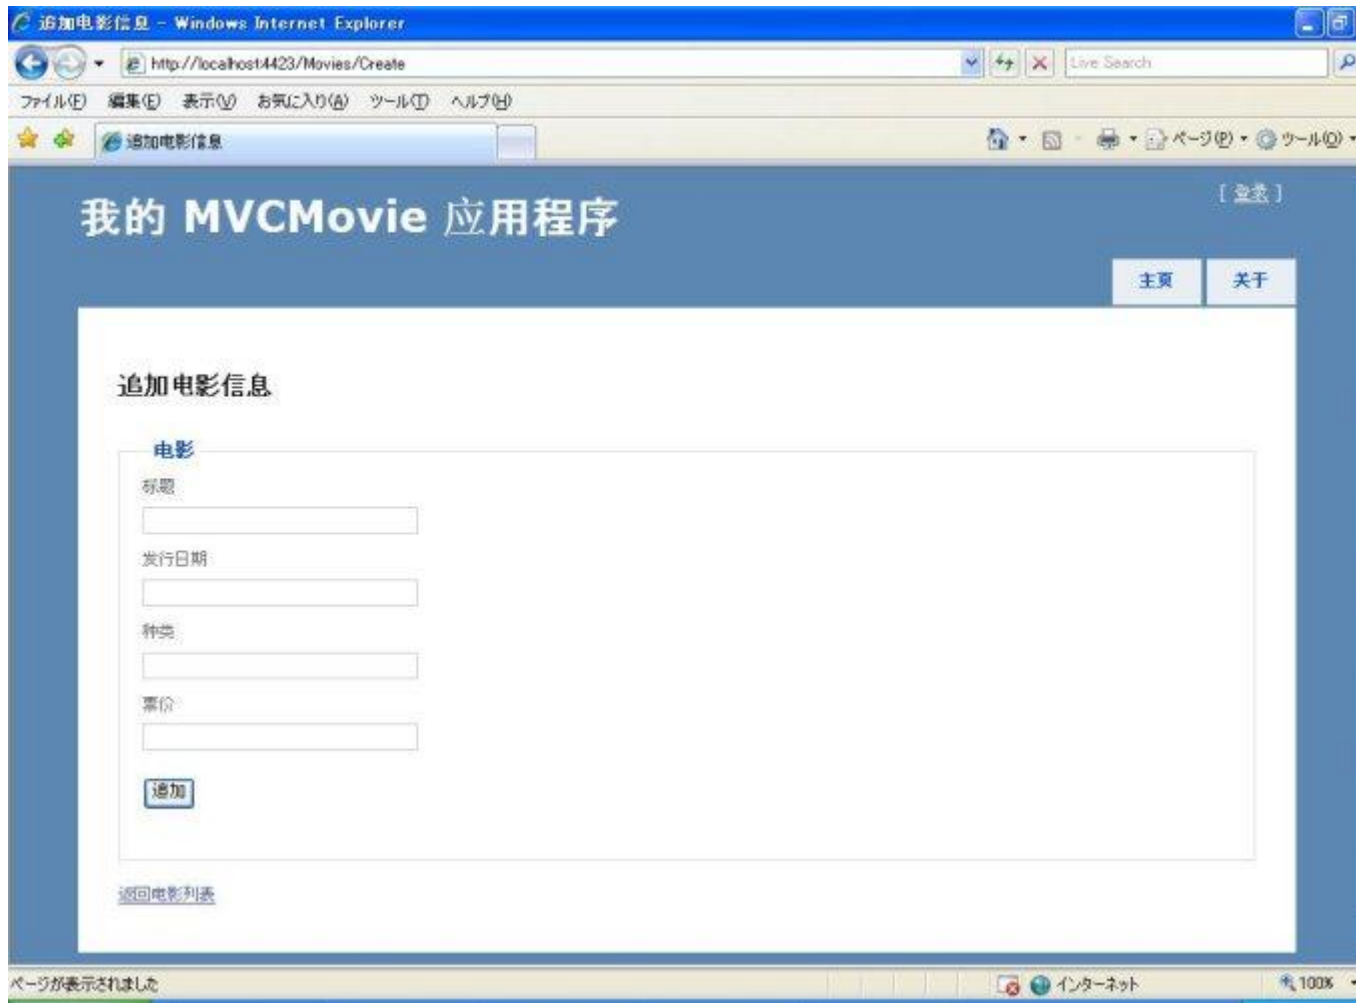 追加电影信息 - Windows Internet Explorer
http://localhost:4423/Movies/Create
Live Search
ファイル(F) 編集(E) 表示(V) お気に入り(A) ツール(T) ヘルプ(H)
追加电影信息
ページ(P) ツール(O)
[ 登录 ]
我的 MVCMovie 应用程序
主页 关于
追加电影信息
电影
标题
发行日期
种类
票价
追加
返回电影列表
ページが表示されました
インターネット
100%